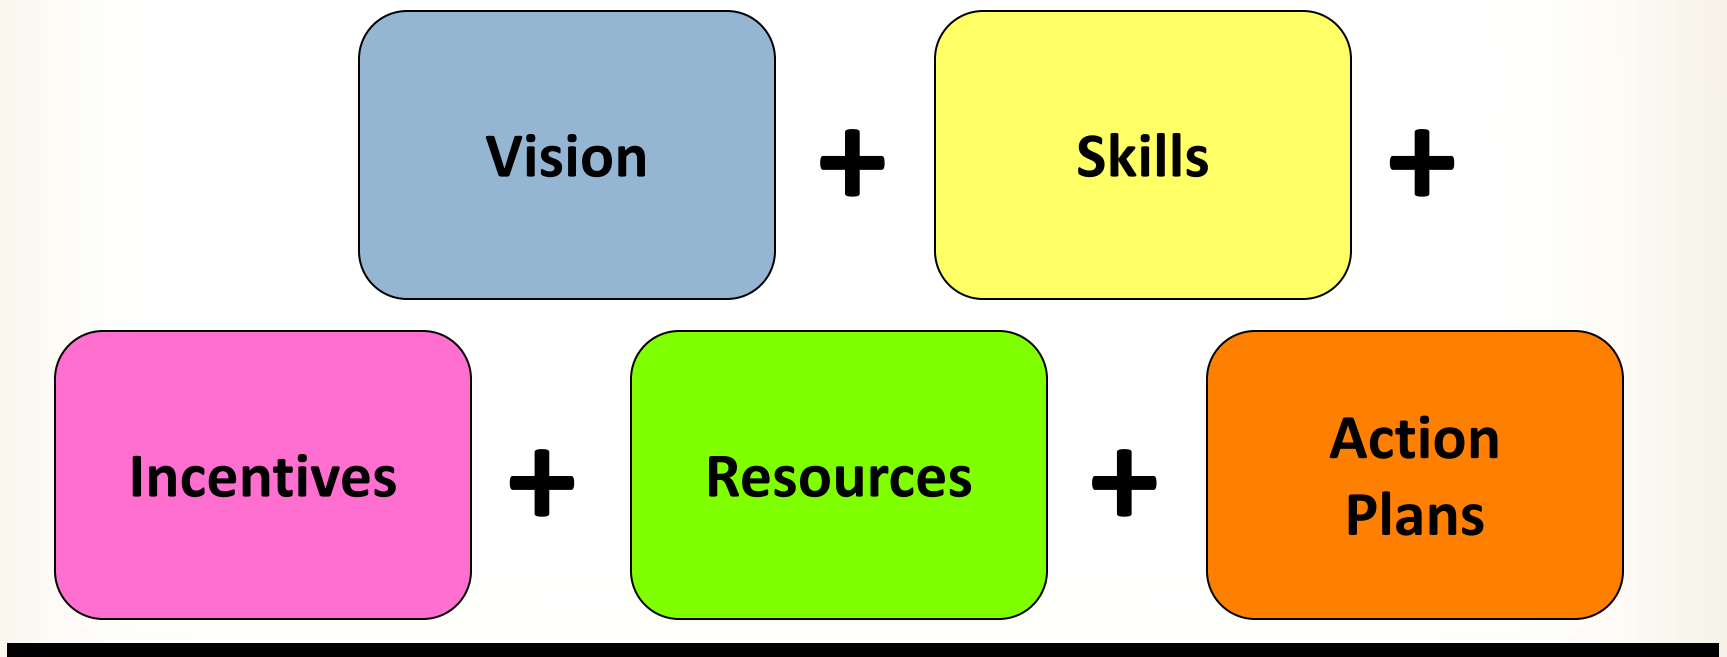 Vision + Skills +
Incentives + Resources + Action
Plans